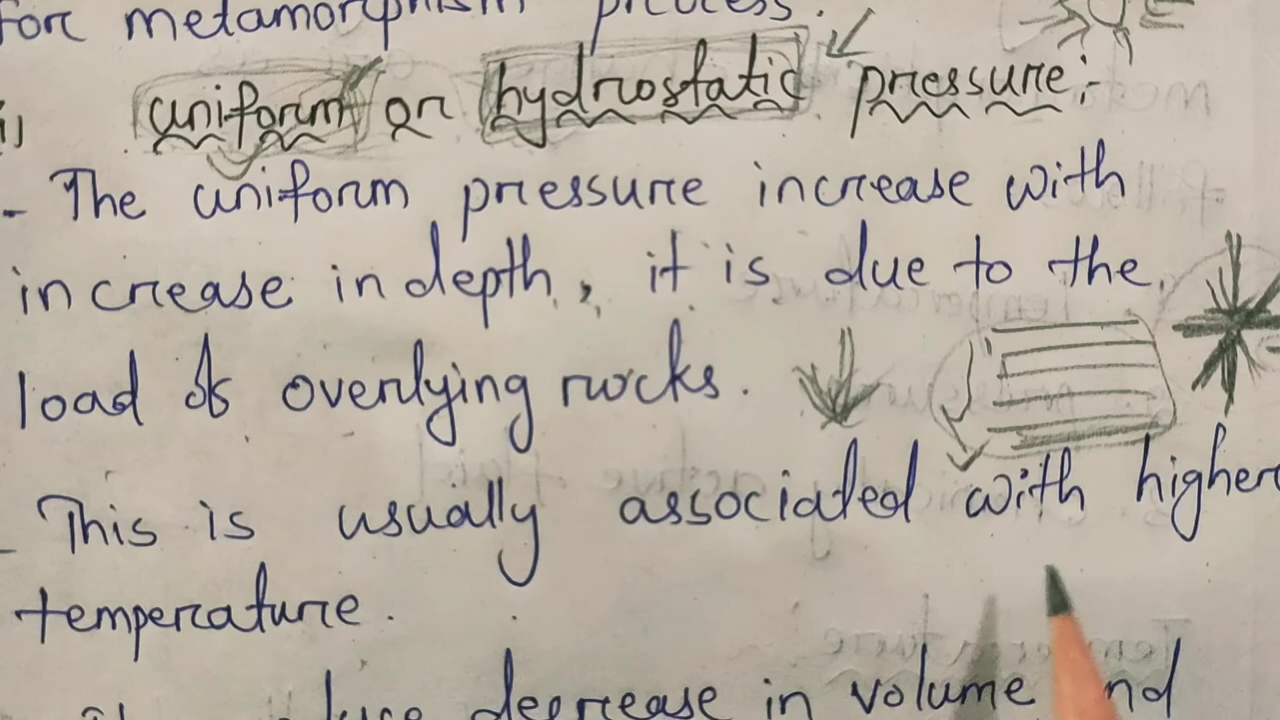 for metamorphism process.
i) uniform or hydrostatic pressure:-
- The uniform pressure increase with
increase in depth, it is due to the
load of overlying rocks.
- This is usually associated with higher
temperature.
decrease in volume and